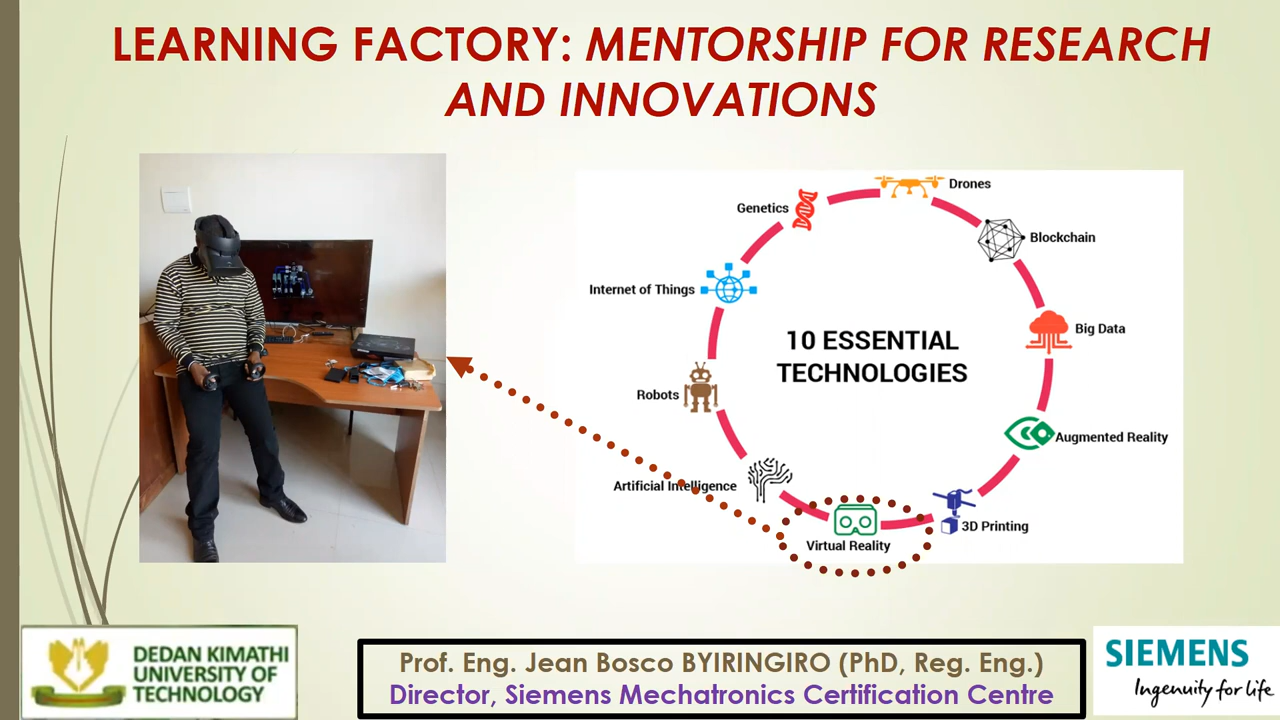 LEARNING FACTORY: MENTORSHIP FOR RESEARCH
AND INNOVATIONS
Drones
Genetics
Blockchain
Internet of Things
Big Data
10 ESSENTIAL
TECHNOLOGIES
Robots
Augmented Reality
Artificial Intelligence
3D Printing
Virtual Reality
DEDAN KIMATHI
UNIVERSITY OF
TECHNOLOGY
Prof. Eng. Jean Bosco BYIRINGIRO (PhD, Reg. Eng.)
Director, Siemens Mechatronics Certification Centre
SIEMENS
Ingenuity for life